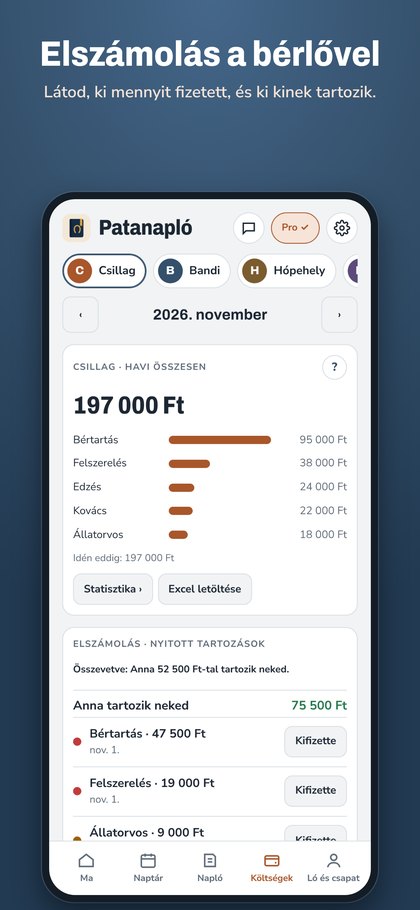 Elszámolás a bérlővel
Látod, ki mennyit fizetett, és ki kinek tartozik.
Patanapló
Pro ✓
C Csillag
B Bandi
H Hópehely
‹ 2026. november ›
CSILLAG · HAVI ÖSSZESEN ?
197 000 Ft
Bértartás 95 000 Ft
Felszerelés 38 000 Ft
Edzés 24 000 Ft
Kovács 22 000 Ft
Állatorvos 18 000 Ft
Idén eddig: 197 000 Ft
Statisztika › Excel letöltése
ELSZÁMOLÁS · NYITOTT TARTOZÁSOK
Összevetve: Anna 52 500 Ft-tal tartozik neked.
Anna tartozik neked 75 500 Ft
Bértartás · 47 500 Ft
nov. 1.
Kifizette
Felszerelés · 19 000 Ft
nov. 1.
Kifizette
Állatorvos · 9 000 Ft
Kifizette
Ma Naptár Napló Költségek Ló és csapat